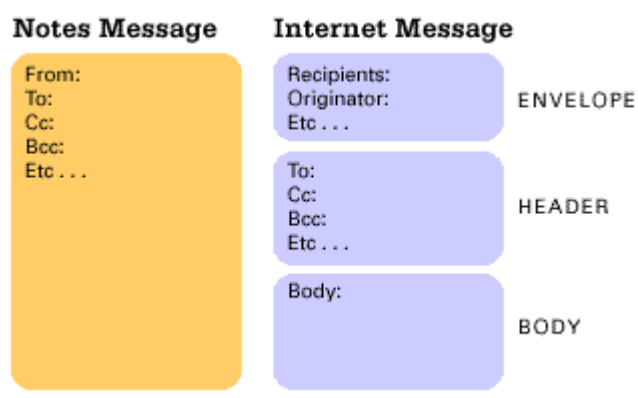 Notes Message
From:
To:
Cc:
Bcc:
Etc . . .
Internet Message
Recipients:
Originator:
Etc . . .
ENVELOPE
To:
Cc:
Bcc:
Etc . . .
HEADER
Body:
BODY